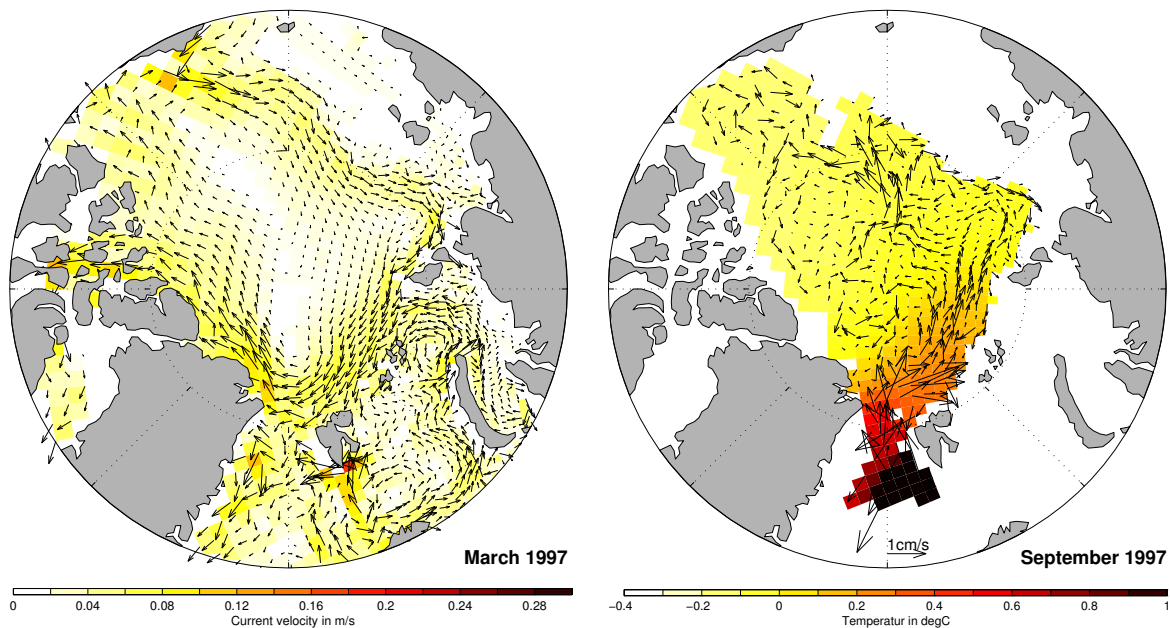 March 1997
0 0.04 0.08 0.12 0.16 0.2 0.24 0.28
Current velocity in m/s
1cm/s
September 1997
−0.4 −0.2 0 0.2 0.4 0.6 0.8 1
Temperatur in degC